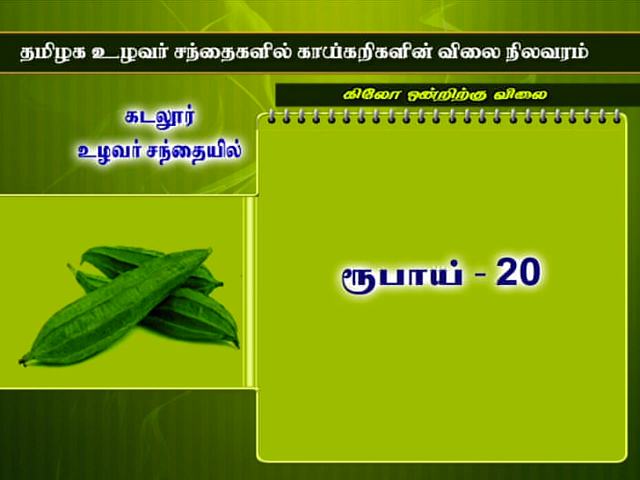 தமிழக உழவர் சந்தைகளில் காய்கறிகளின் விலை நிலவரம்
கிலோ ஒன்றிற்கு விலை
கடலூர்
உழவர் சந்தையில்
ரூபாய் - 20